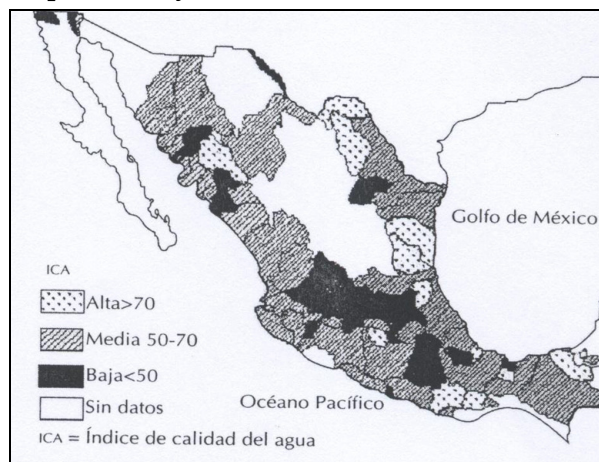 Golfo de México
ICA
Alta>70
Media 50-70
Baja<50
Sin datos
Océano Pacífico
ICA = Índice de calidad del agua